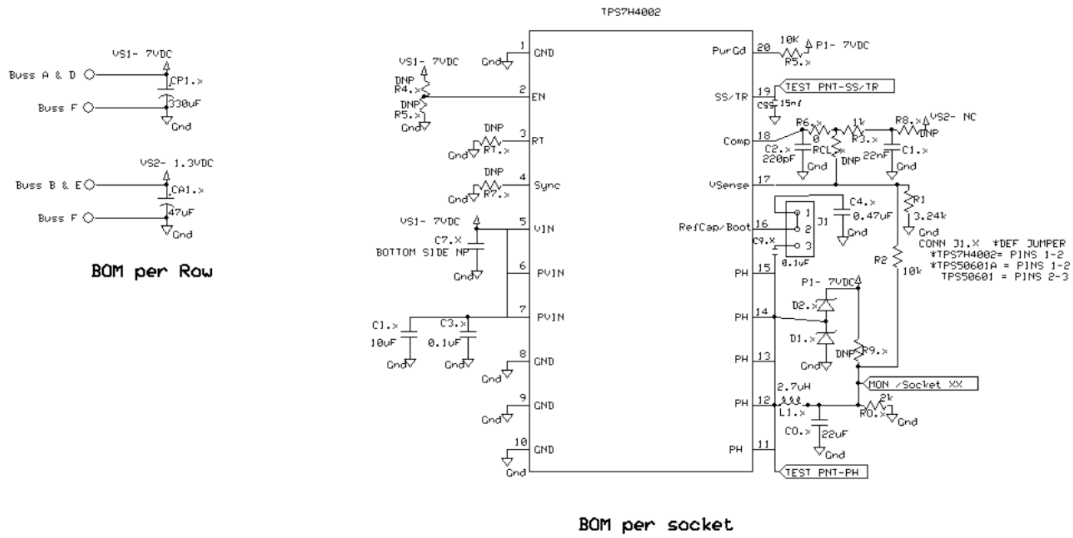 TPS7H4002
VS1- 7VDC
Buss A & D
CP1.x
330uF
Buss F
Gnd
VS2- 1.3VDC
Buss B & E
CA1.x
47uF
Buss F
Gnd
BOM per Row
1
GND
Gnd
VS1- 7VDC
DNP
R4.x
2
EN
DNP
R5.x
Gnd
DNP
3
RT
Gnd
RT.x
DNP
4
Sync
Gnd
R7.x
VS1- 7VDC
5
VIN
C7.X
BOTTOM SIDE NP
Gnd
6
PVIN
7
PVIN
C1.x
10uF
Gnd
C3.x
0.1uF
Gnd
8
GND
Gnd
9
GND
Gnd
10
GND
Gnd
PwrGd
20
10K
R5.x
P1- 7VDC
SS/TR
19
TEST PNT-SS/TR
CSS
15nf
Comp
18
R6.x
0
1k
R3.x
R8.x
DNP
VS2- NC
C2.x
220pF
Gnd
DNP
22nF
C1.x
Gnd
VSense
17
R1
3.24k
Gnd
C4.x
0.47uF
Gnd
RefCap/Boot
16
1
2
3
J1
C9.x
0.1uF
R2
10k
CONN J1.X *DEF JUMPER
*TPS7H4002= PINS 1-2
*TPS50601A = PINS 1-2
TPS50601 = PINS 2-3
PH
15
P1- 7VDC
D2.x
PH
14
D1.x
Gnd
DNP
R9.x
PH
13
MON /Socket XX
PH
12
2.7uH
L1.x
2k
R0.x
Gnd
CO.x
22uF
Gnd
PH
11
TEST PNT-PH
BOM per socket